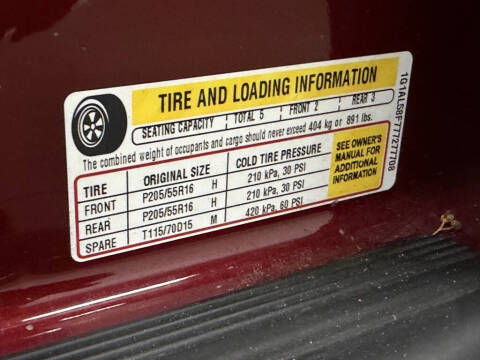 TIRE AND LOADING INFORMATION
SEATING CAPACITY TOTAL 5 FRONT 2 REAR 3
The combined weight of occupants and cargo should never exceed 404 kg or 891 lbs.
TIRE ORIGINAL SIZE COLD TIRE PRESSURE
FRONT P205/55R16 H 210 kPa, 30 PSI
REAR P205/55R16 H 210 kPa, 30 PSI
SPARE T115/70D15 M 420 kPa, 60 PSI
SEE OWNER'S
MANUAL FOR
ADDITIONAL
INFORMATION
1G1AL58F777277708